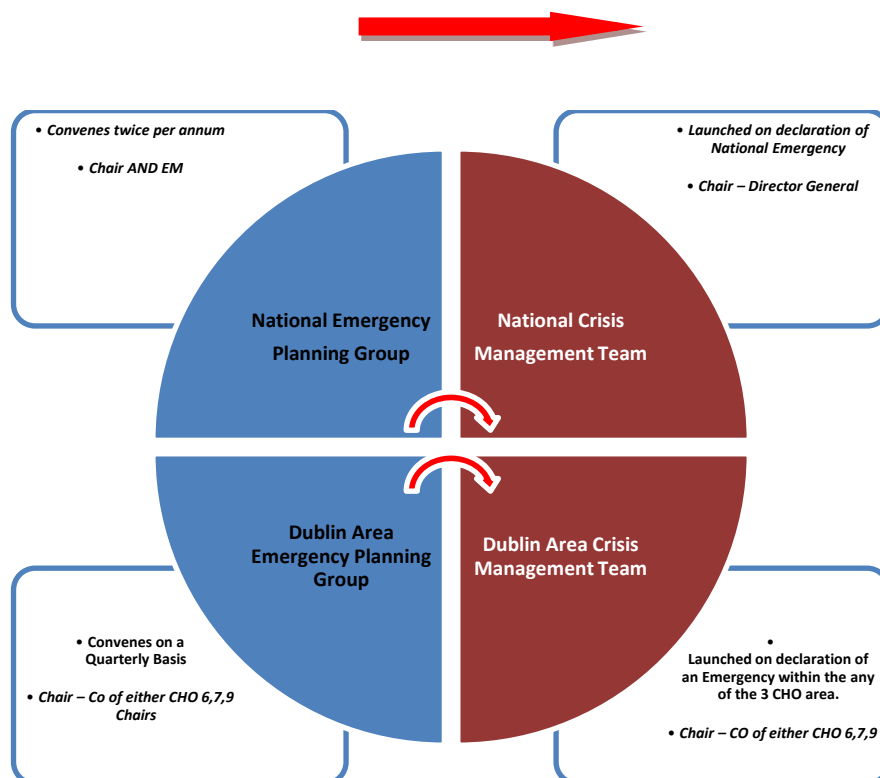 • Convenes twice per annum
• Chair AND EM
• Launched on declaration of
National Emergency
• Chair – Director General
National Emergency
Planning Group
National Crisis
Management Team
Dublin Area
Emergency Planning
Group
Dublin Area Crisis
Management Team
• Convenes on a
Quarterly Basis
• Chair – Co of either CHO 6,7,9
Chairs
•
Launched on declaration of
an Emergency within the any
of the 3 CHO area.
• Chair – CO of either CHO 6,7,9